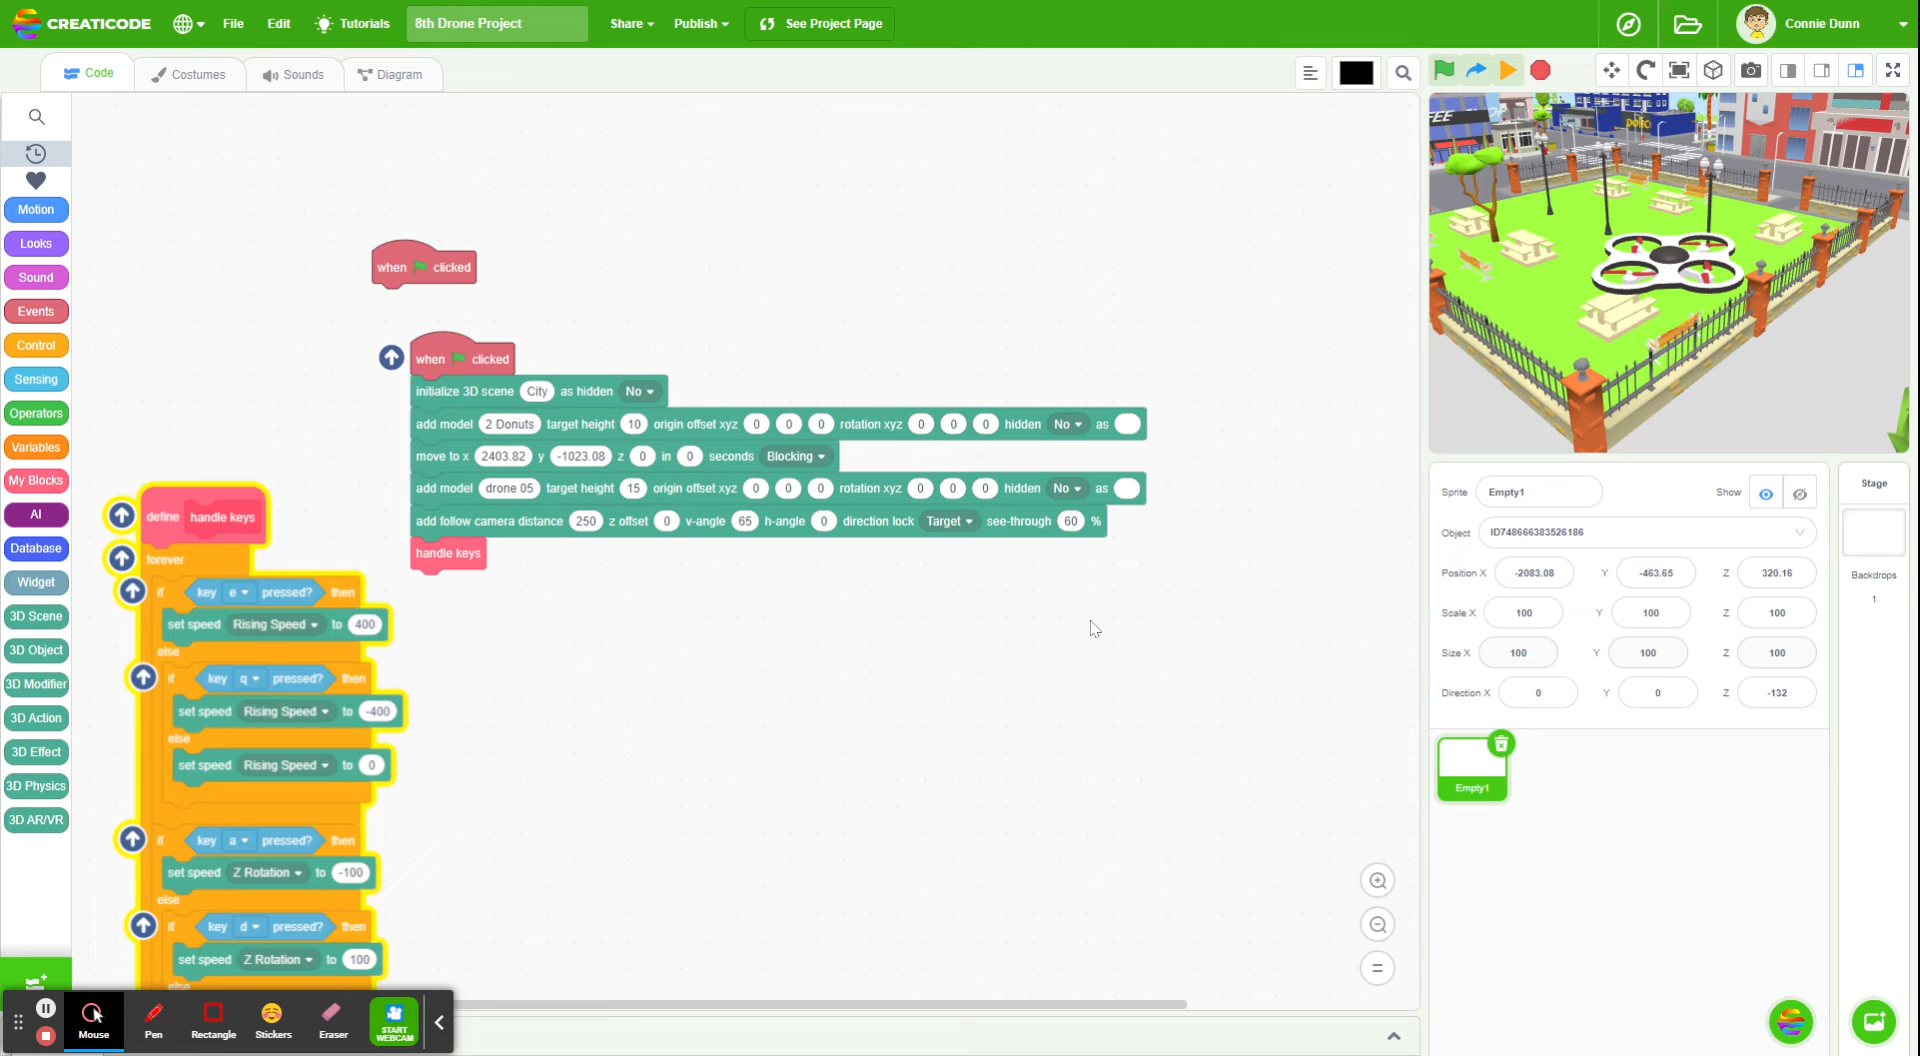 CREATICODE File Edit Tutorials 8th Drone Project Share Publish See Project Page Connie Dunn
Code Costumes Sounds Diagram
Motion
Looks
Sound
Events
Control
Sensing
Operators
Variables
My Blocks
AI
Database
Widget
3D Scene
3D Object
3D Modifier
3D Action
3D Effect
3D Physics
3D AR/VR
when clicked
when clicked
initialize 3D scene City as hidden No
add model 2 Donuts target height 10 origin offset xyz 0 0 0 rotation xyz 0 0 0 hidden No as
move to x 2403.82 y -1023.08 z 0 in 0 seconds Blocking
add model drone 05 target height 15 origin offset xyz 0 0 0 rotation xyz 0 0 0 hidden No as
add follow camera distance 250 z offset 0 v-angle 65 h-angle 0 direction lock Target see-through 60 %
handle keys
define handle keys
forever
if key e pressed? then
set speed Rising Speed to 400
else
if key q pressed? then
set speed Rising Speed to -400
else
set speed Rising Speed to 0
if key a pressed? then
set speed Z Rotation to -100
else
if key d pressed? then
set speed Z Rotation to 100
else
police
Sprite Empty1 Show
Object ID748666383526186
Position X -2083.08 Y -463.65 Z 320.16
Scale X 100 Y 100 Z 100
Size X 100 Y 100 Z 100
Direction X 0 Y 0 Z -132
Empty1
Stage
Backdrops
1
Mouse Pen Rectangle Stickers Eraser START WEBCAM